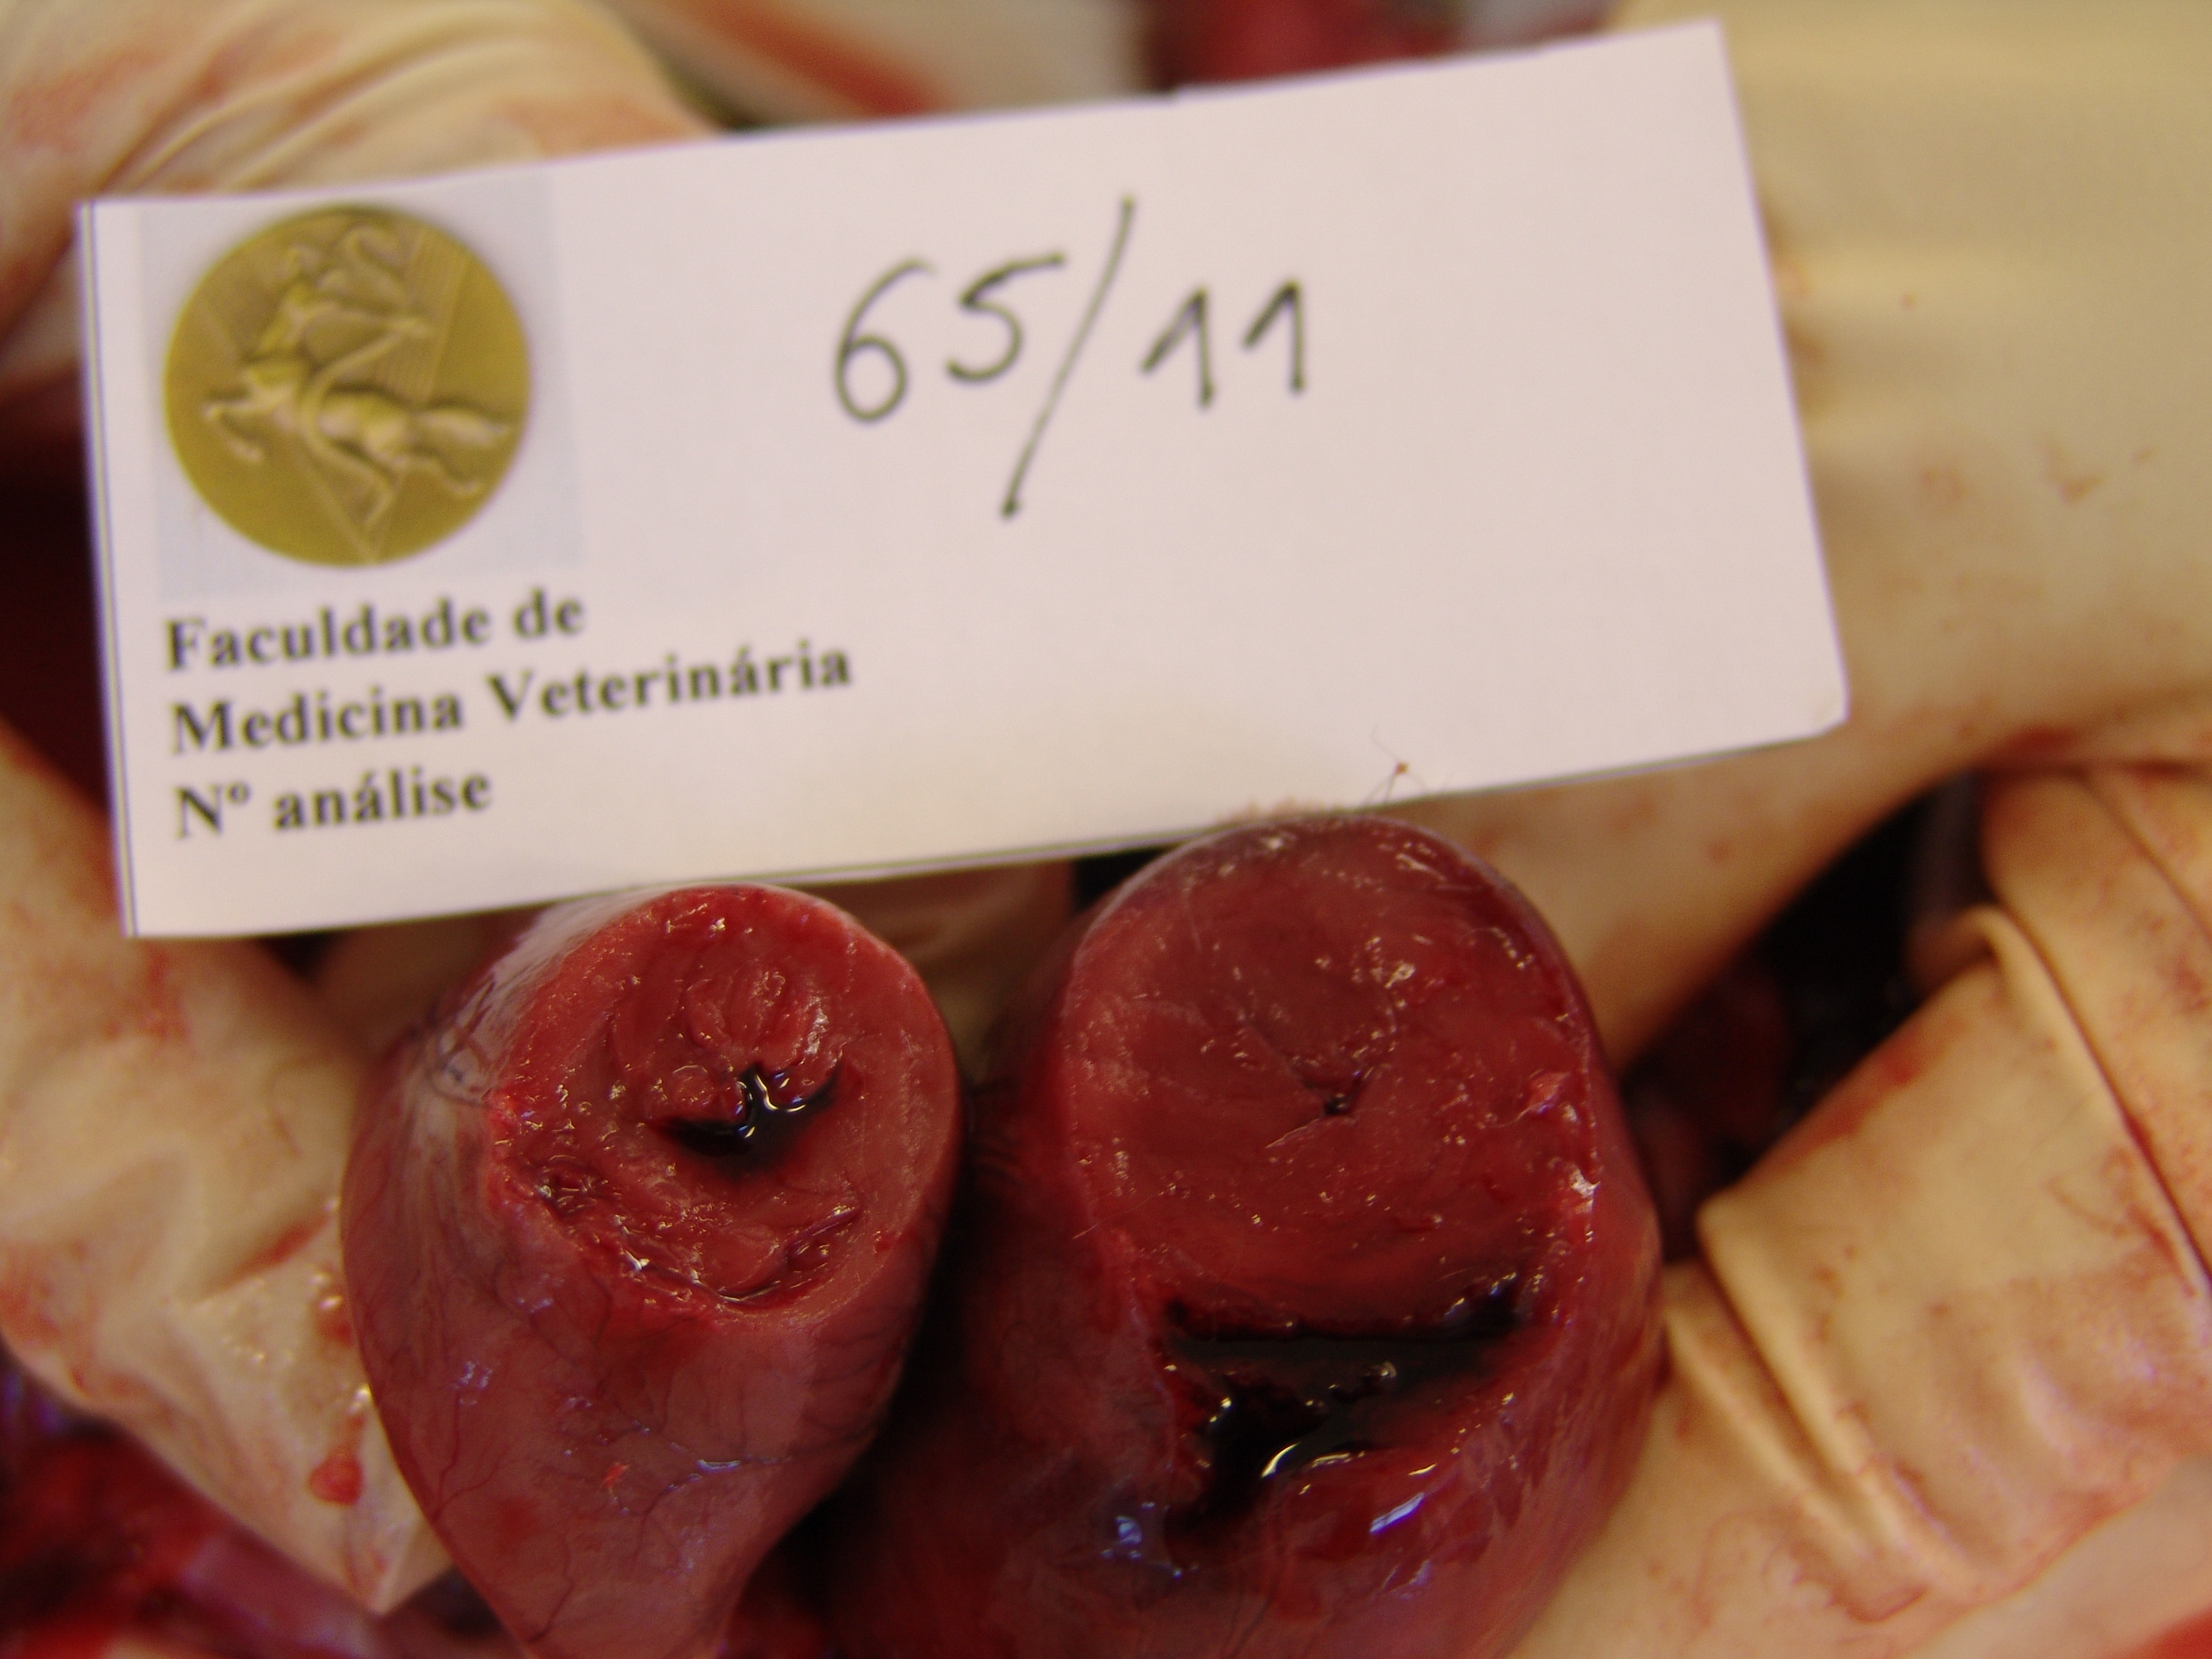 65/11
Faculdade de
Medicina Veterinária
Nº análise